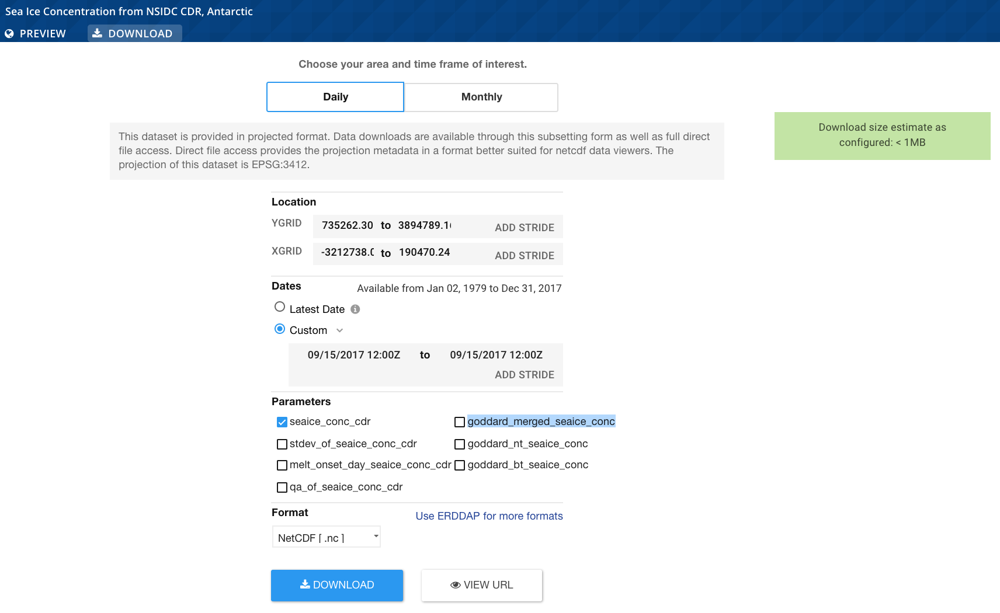 Sea Ice Concentration from NSIDC CDR, Antarctic
PREVIEW DOWNLOAD
Choose your area and time frame of interest.
Daily Monthly
This dataset is provided in projected format. Data downloads are available through this subsetting form as well as full direct
file access. Direct file access provides the projection metadata in a format better suited for netcdf data viewers. The
projection of this dataset is EPSG:3412.
Download size estimate as
configured: < 1MB
Location
YGRID 735262.30 to 3894789.1 ADD STRIDE
XGRID -3212738.0 to 190470.24 ADD STRIDE
Dates Available from Jan 02, 1979 to Dec 31, 2017
Latest Date
Custom
09/15/2017 12:00Z to 09/15/2017 12:00Z
ADD STRIDE
Parameters
seaice_conc_cdr goddard_merged_seaice_conc
stdev_of_seaice_conc_cdr goddard_nt_seaice_conc
melt_onset_day_seaice_conc_cdr goddard_bt_seaice_conc
qa_of_seaice_conc_cdr
Format Use ERDDAP for more formats
NetCDF [ .nc ]
DOWNLOAD VIEW URL